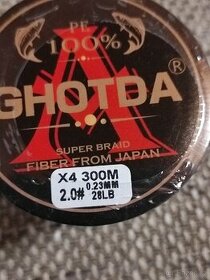 PE
100%
GHOTDA®
SUPER BRAID
FIBER FROM JAPAN
X4 300M
2.0# 0.23MM
28LB